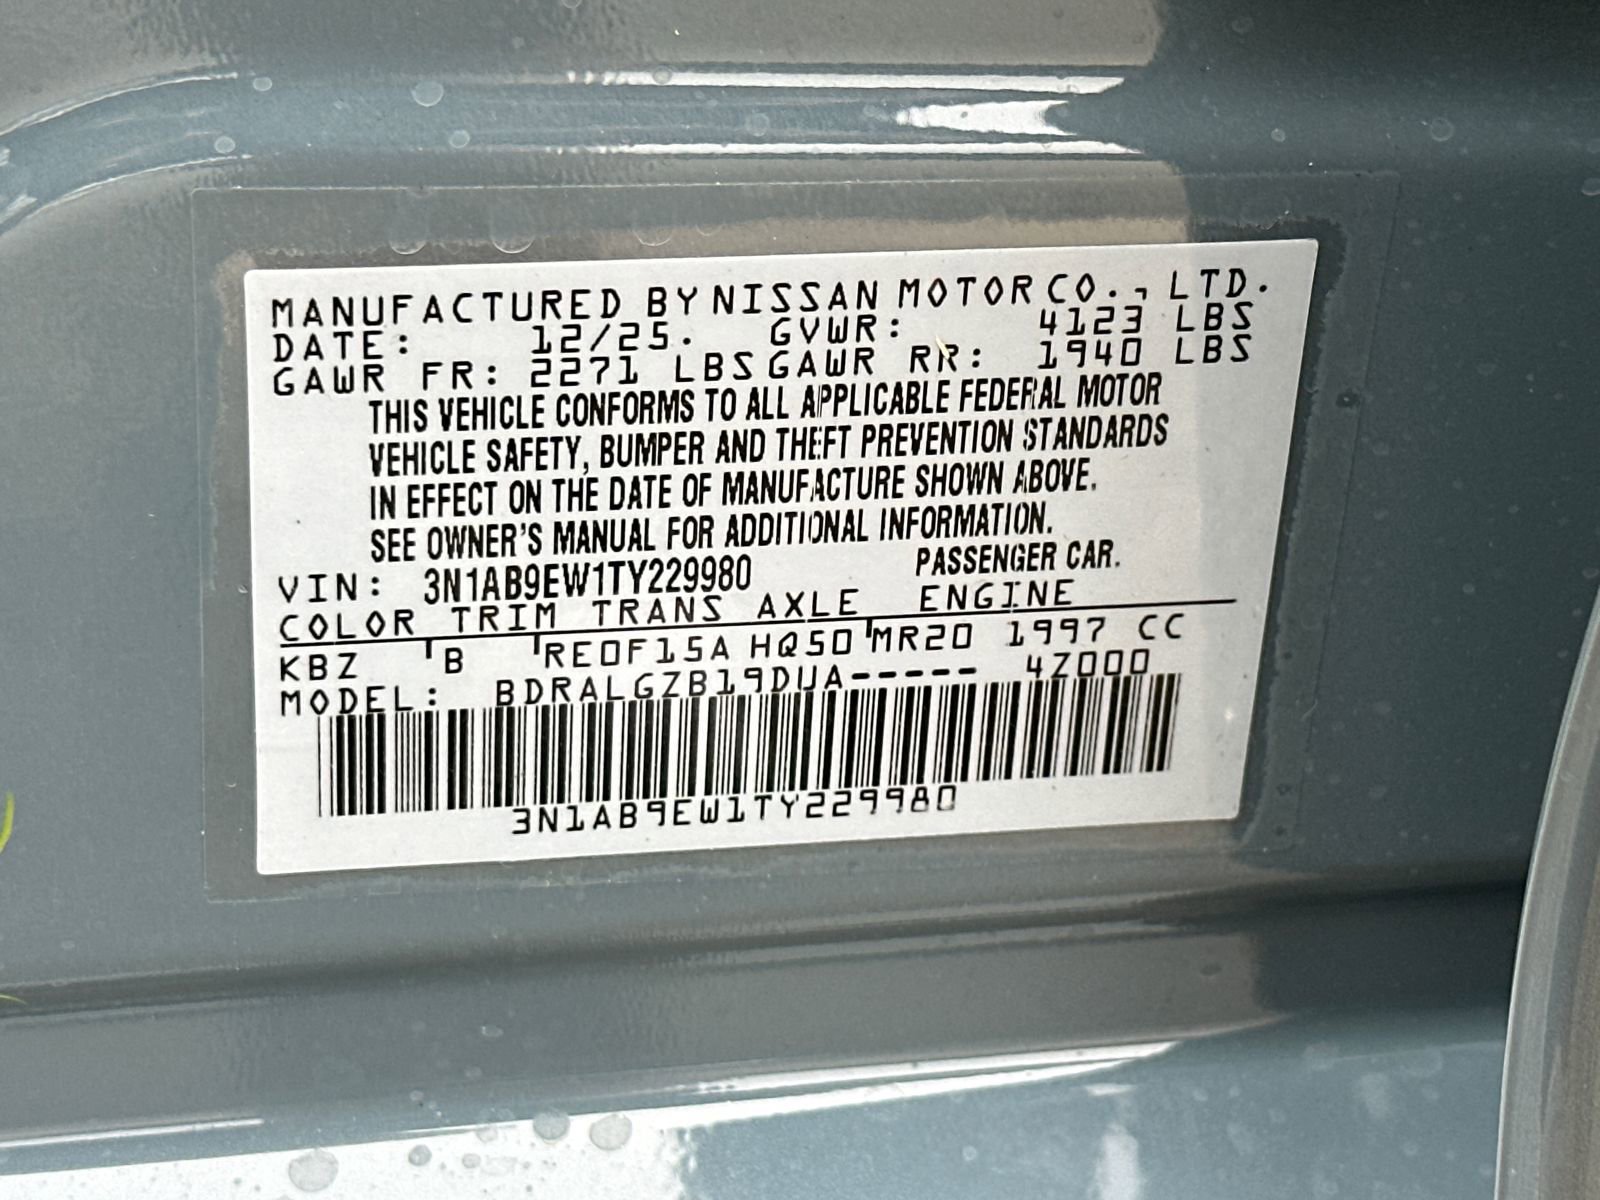 MANUFACTURED BY NISSAN MOTOR CO., LTD.
DATE: 12/25. GVWR: 4123 LBS
GAWR FR: 2271 LBS GAWR RR: 1940 LBS
THIS VEHICLE CONFORMS TO ALL APPLICABLE FEDERAL MOTOR
VEHICLE SAFETY, BUMPER AND THEFT PREVENTION STANDARDS
IN EFFECT ON THE DATE OF MANUFACTURE SHOWN ABOVE.
SEE OWNER'S MANUAL FOR ADDITIONAL INFORMATION.
VIN: 3N1AB9EW1TY229980 PASSENGER CAR.
COLOR TRIM TRANS AXLE ENGINE
KBZ B RE0F15A HQ50 MR20 1997 CC
MODEL: BDRALGZB19DUA----- 4Z000
3N1AB9EW1TY229980